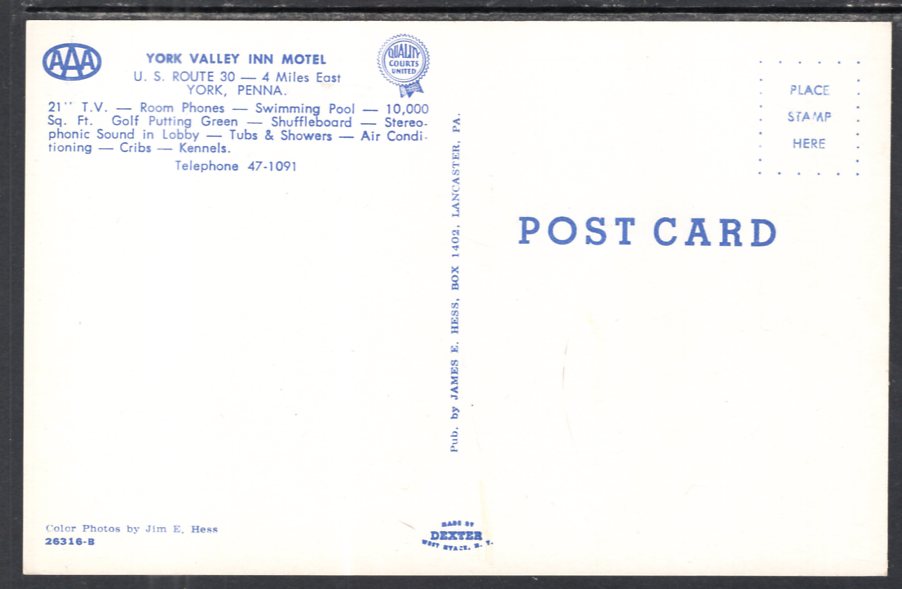 AAA
YORK VALLEY INN MOTEL
U. S. ROUTE 30 — 4 Miles East
YORK, PENNA.
QUALITY
COURTS
UNITED
21" T.V. — Room Phones — Swimming Pool — 10,000
Sq. Ft. Golf Putting Green — Shuffleboard — Stereo-
phonic Sound in Lobby — Tubs & Showers — Air Condi-
tioning — Cribs — Kennels.
Telephone 47-1091
Color Photos by Jim E. Hess
26316-B
Pub. by JAMES E. HESS, BOX 1402, LANCASTER, PA.
MADE BY
DEXTER
WEST NYACK, N. Y.
PLACE
STAMP
HERE
POST CARD